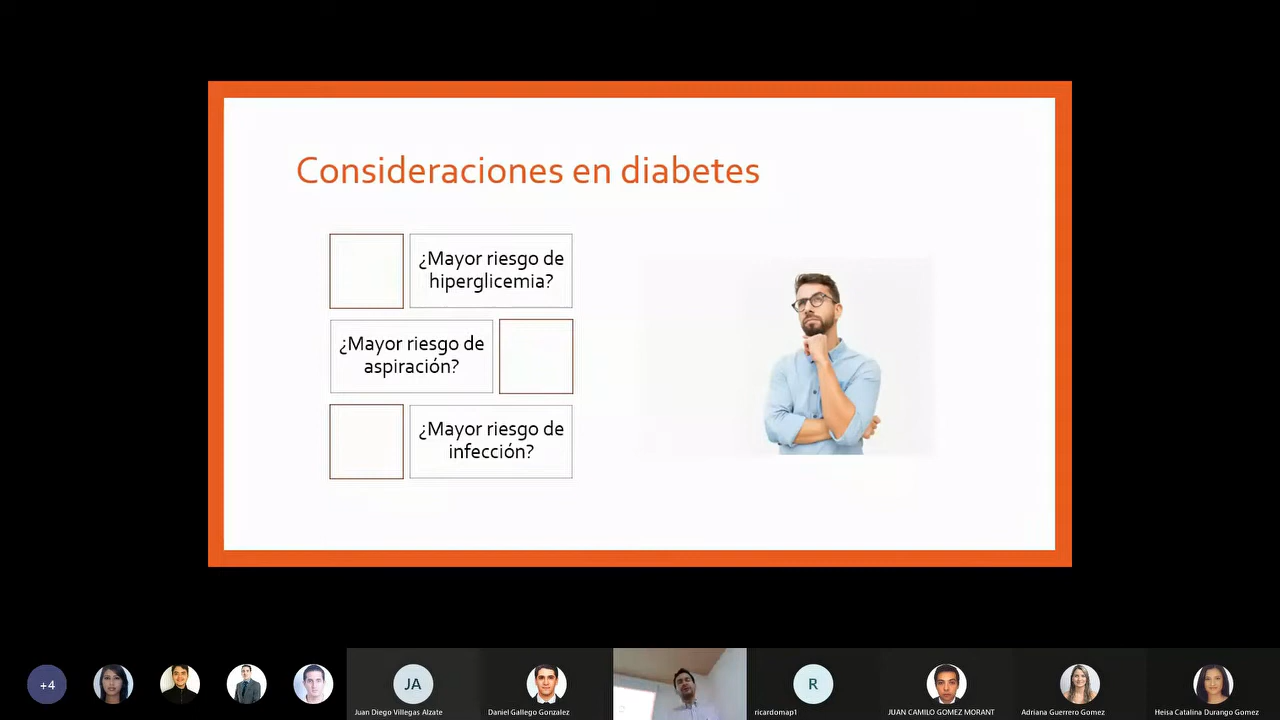 Consideraciones en diabetes
¿Mayor riesgo de
hiperglicemia?
¿Mayor riesgo de
aspiración?
¿Mayor riesgo de
infección?
+4
JA
R
Juan Diego Villegas Alzate
Daniel Gallego Gonzalez
ricardomap1
JUAN CAMILO GOMEZ MORANT
Adriana Guerrero Gomez
Heisa Catalina Durango Gomez